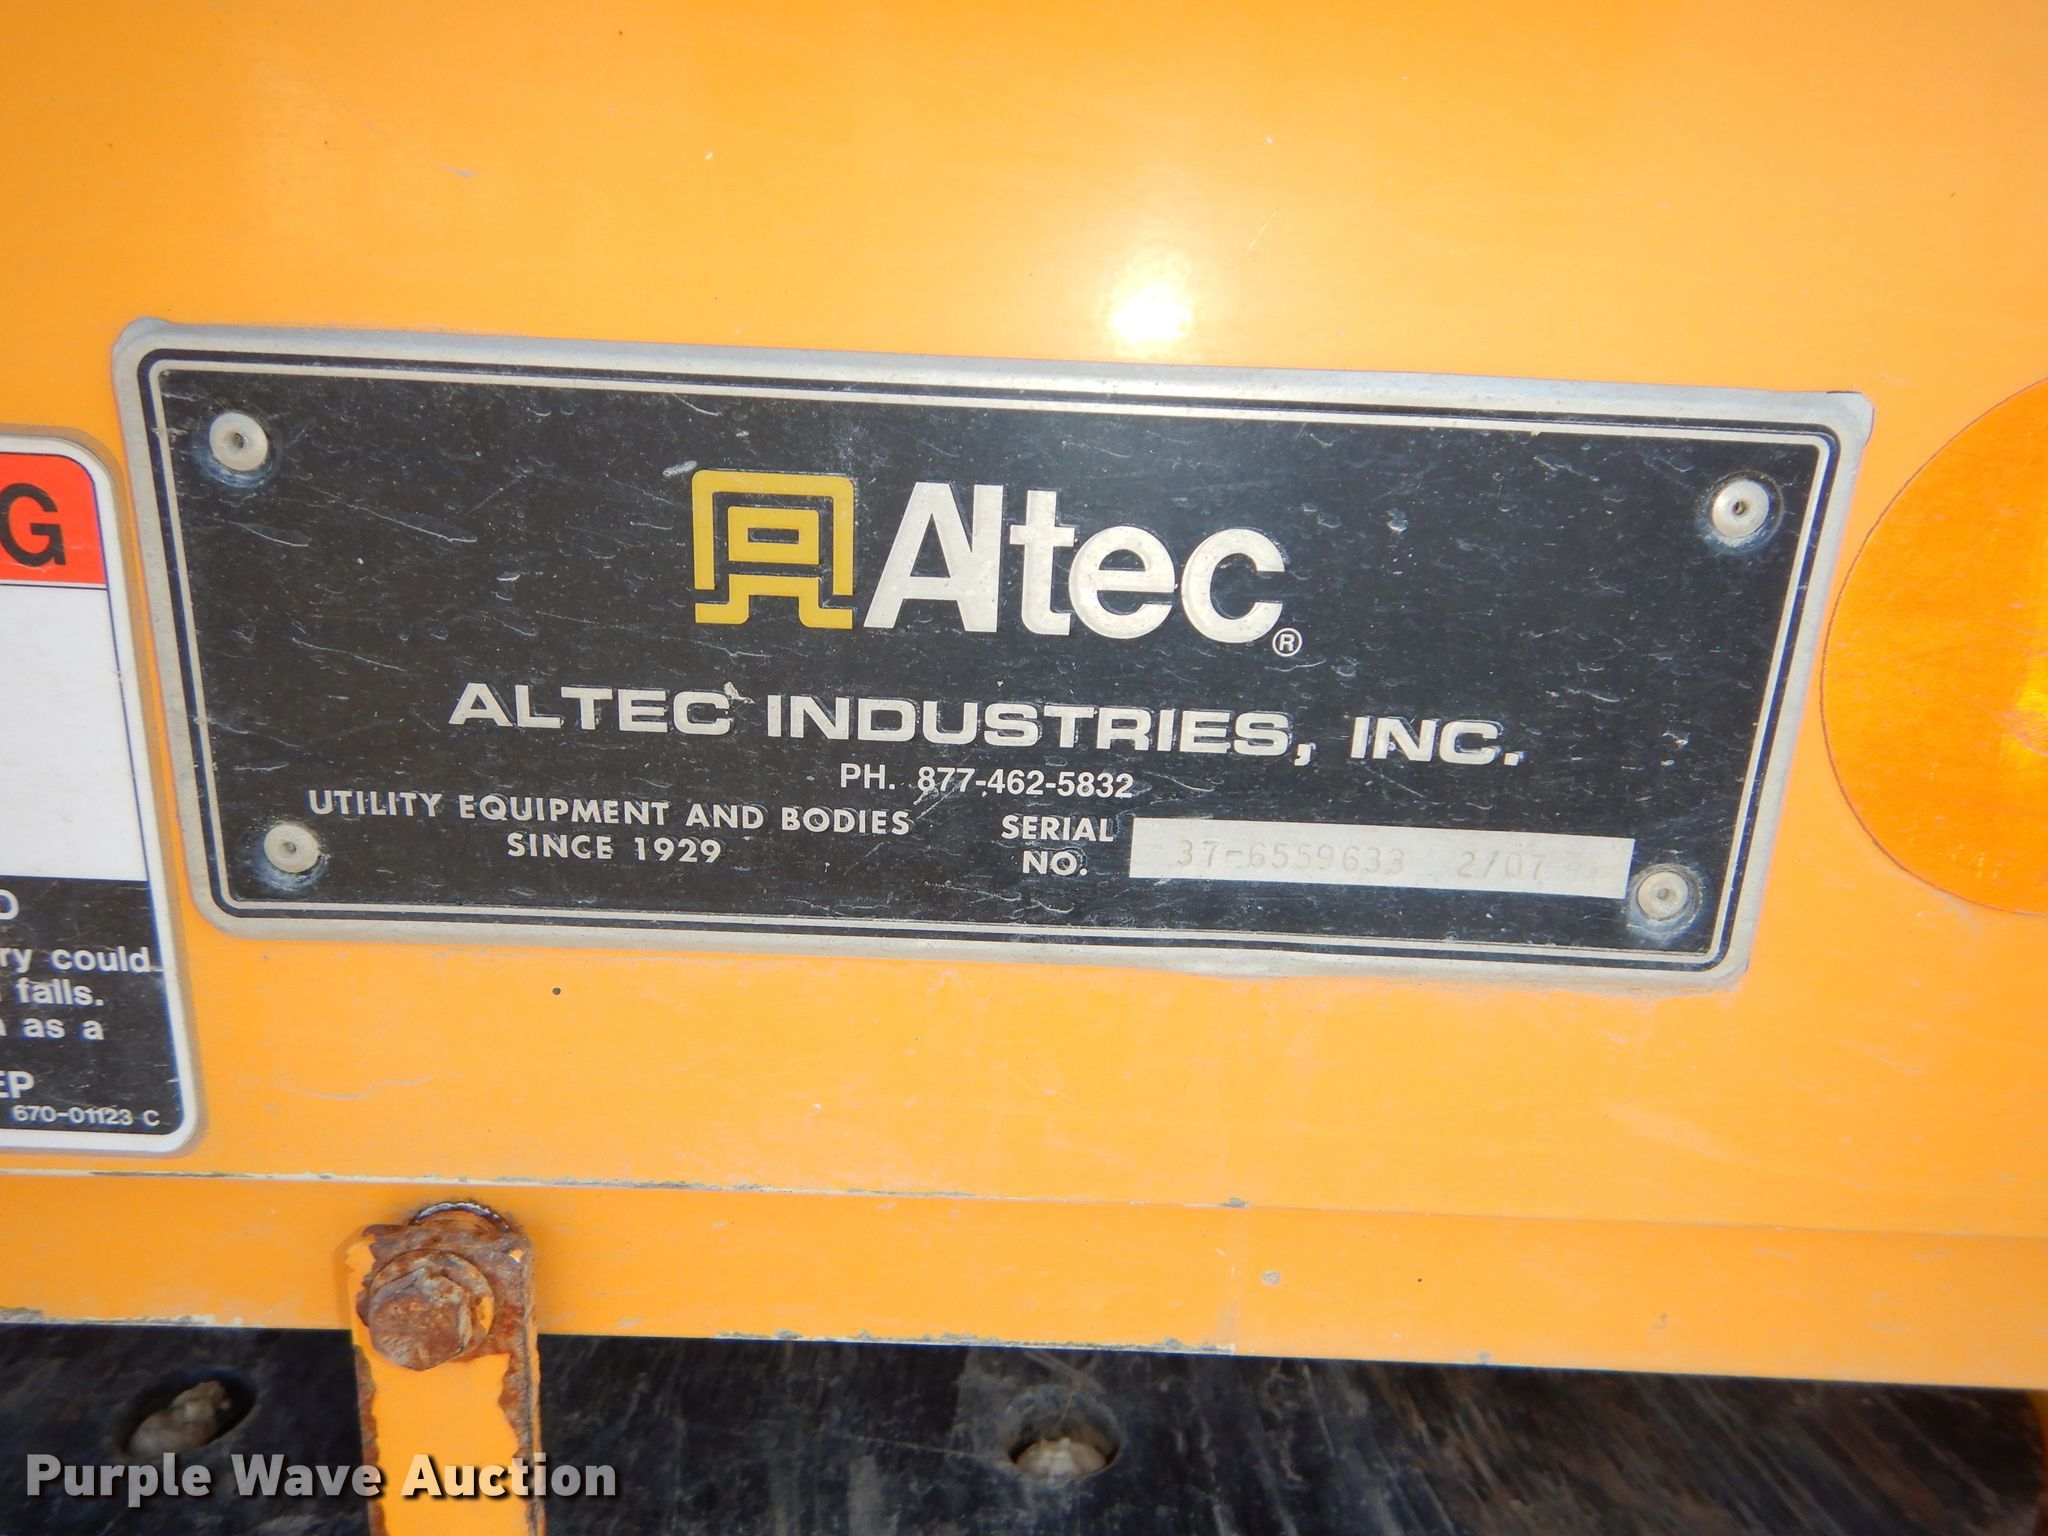 Altec®
ALTEC INDUSTRIES, INC.
PH. 877-462-5832
UTILITY EQUIPMENT AND BODIES
SINCE 1929
SERIAL
NO.
37-6559633 2/07
G
ry could
falls.
as a
EP
670-01123 C
Purple Wave Auction